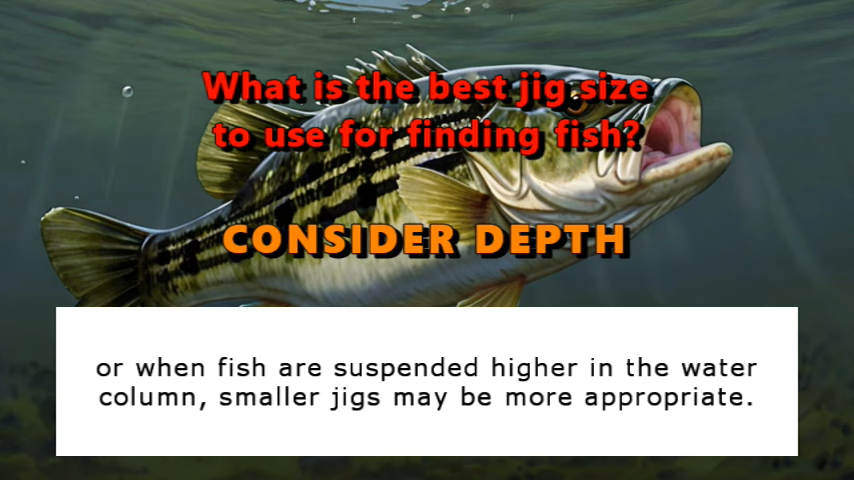 What is the best jig size
to use for finding fish?
CONSIDER DEPTH
or when fish are suspended higher in the water
column, smaller jigs may be more appropriate.